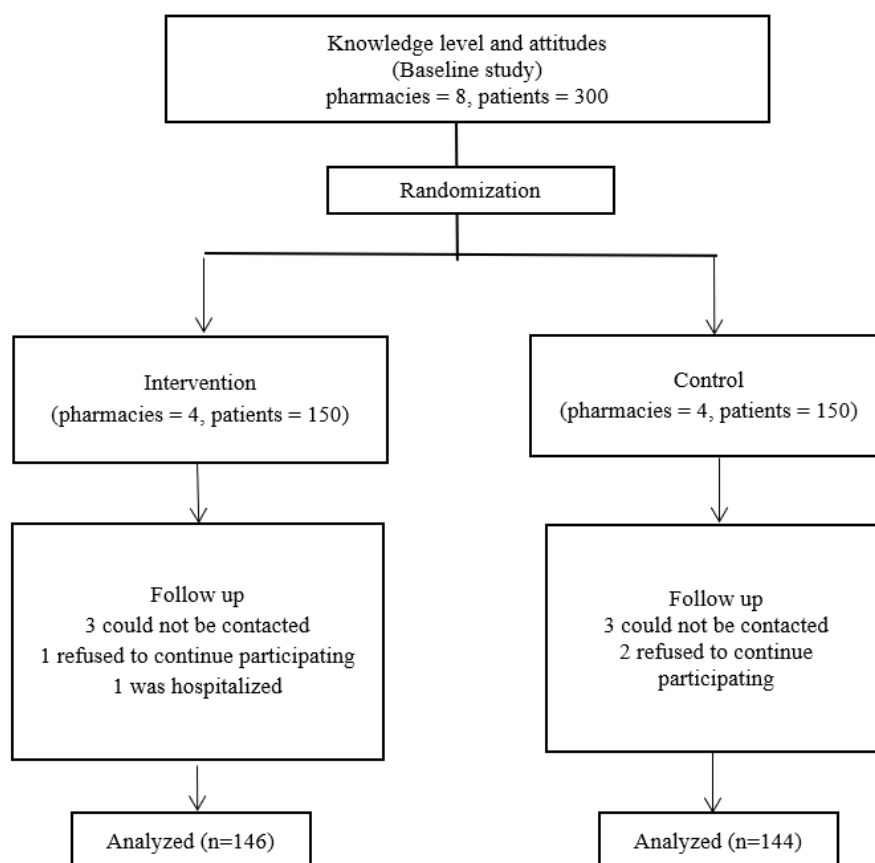 Knowledge level and attitudes
(Baseline study)
pharmacies = 8, patients = 300
Randomization
Intervention
(pharmacies = 4, patients = 150)
Control
(pharmacies = 4, patients = 150)
Follow up
3 could not be contacted
1 refused to continue participating
1 was hospitalized
Follow up
3 could not be contacted
2 refused to continue
participating
Analyzed (n=146)
Analyzed (n=144)